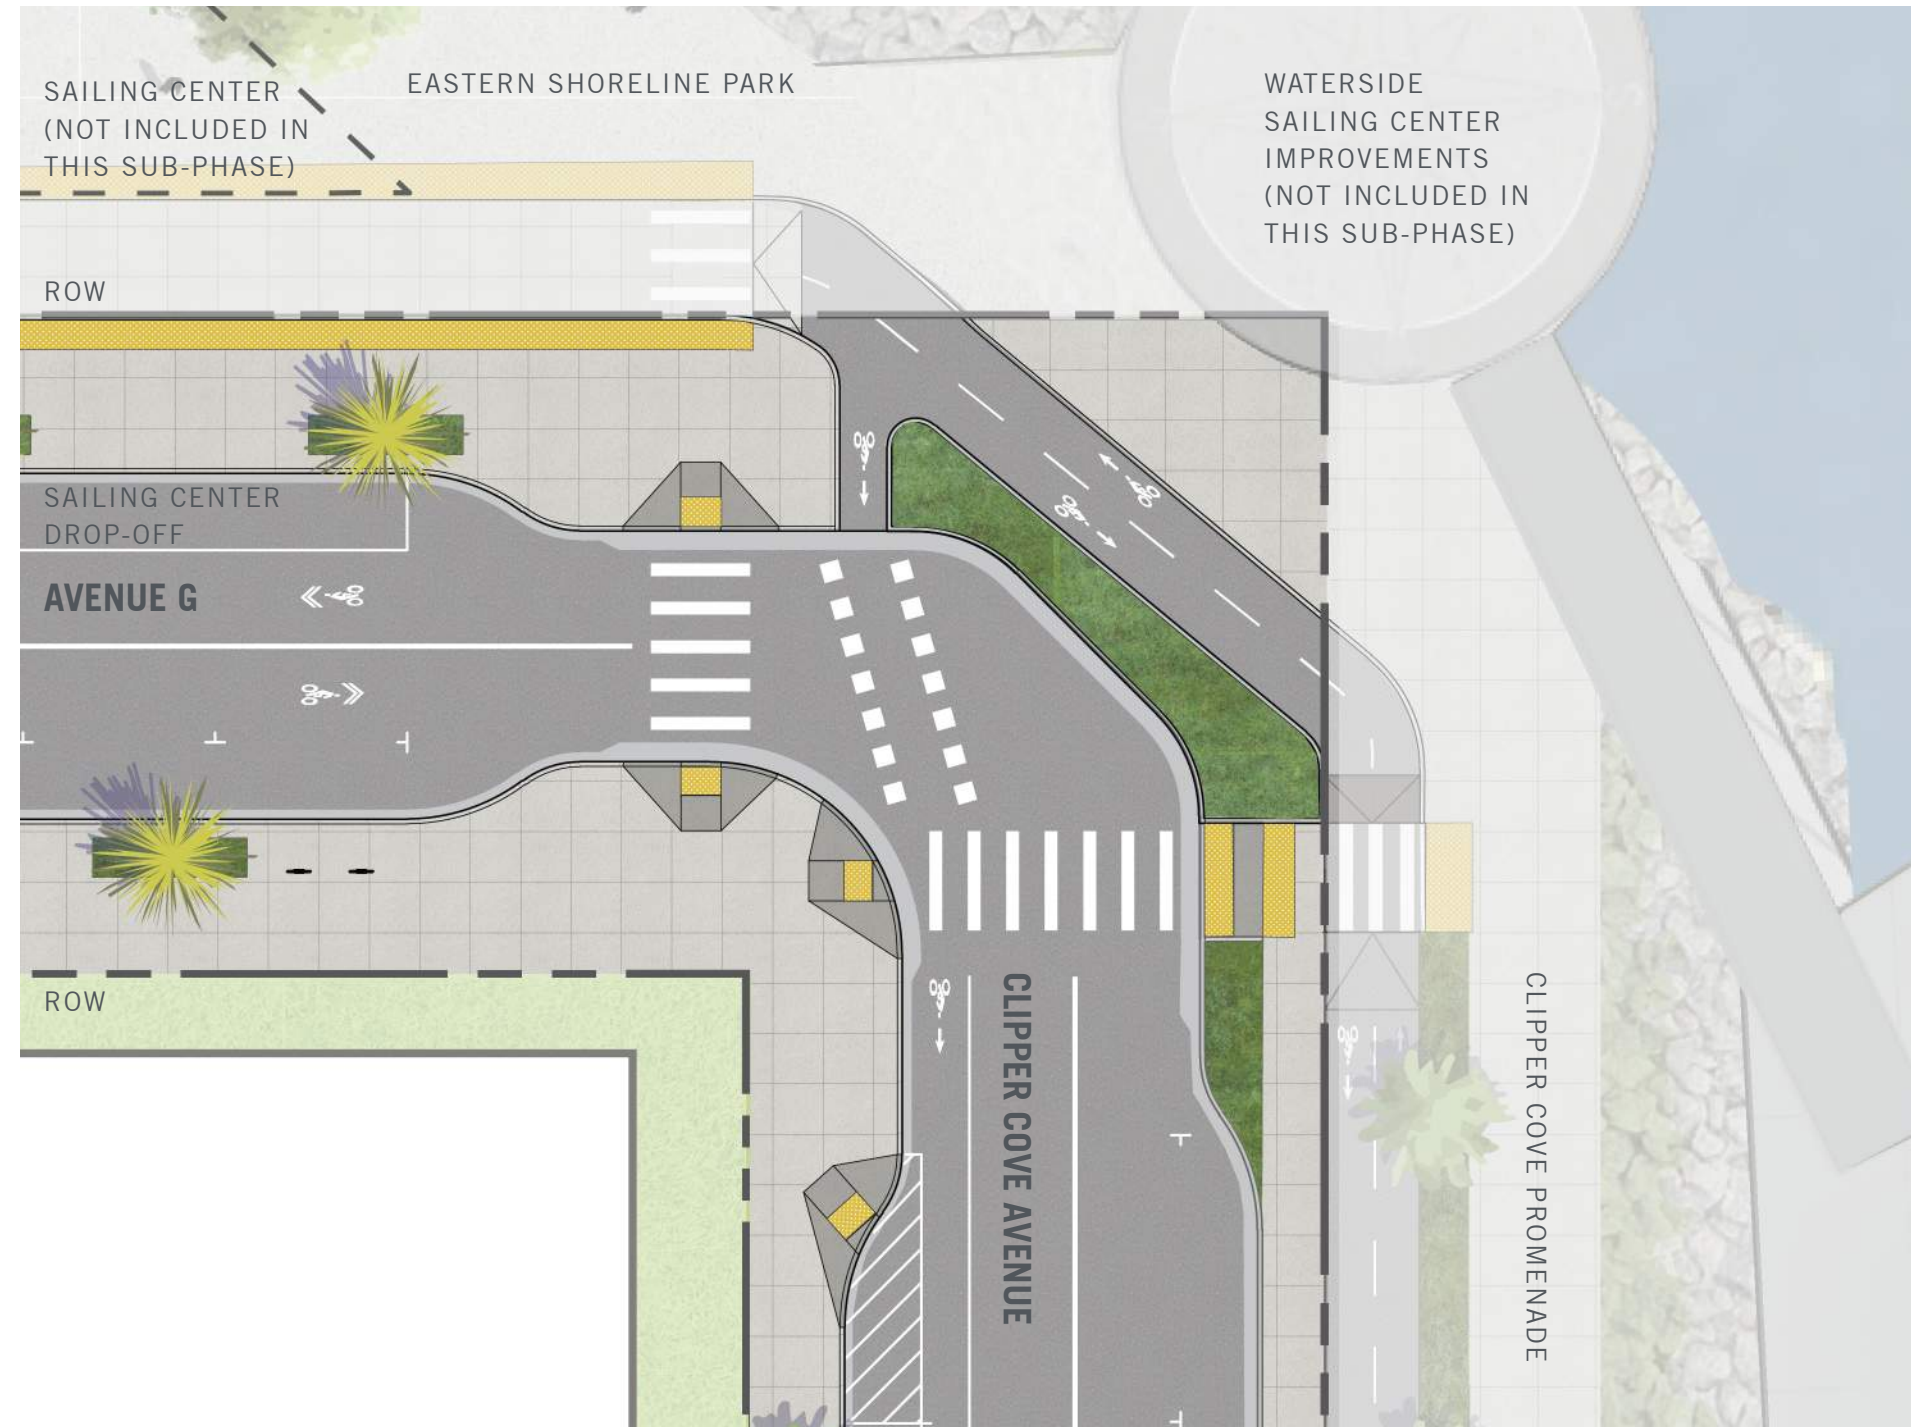 SAILING CENTER
(NOT INCLUDED IN
THIS SUB-PHASE)
EASTERN SHORELINE PARK
WATERSIDE
SAILING CENTER
IMPROVEMENTS
(NOT INCLUDED IN
THIS SUB-PHASE)
ROW
SAILING CENTER
DROP-OFF
AVENUE G
ROW
CLIPPER COVE AVENUE
CLIPPER COVE PROMENADE